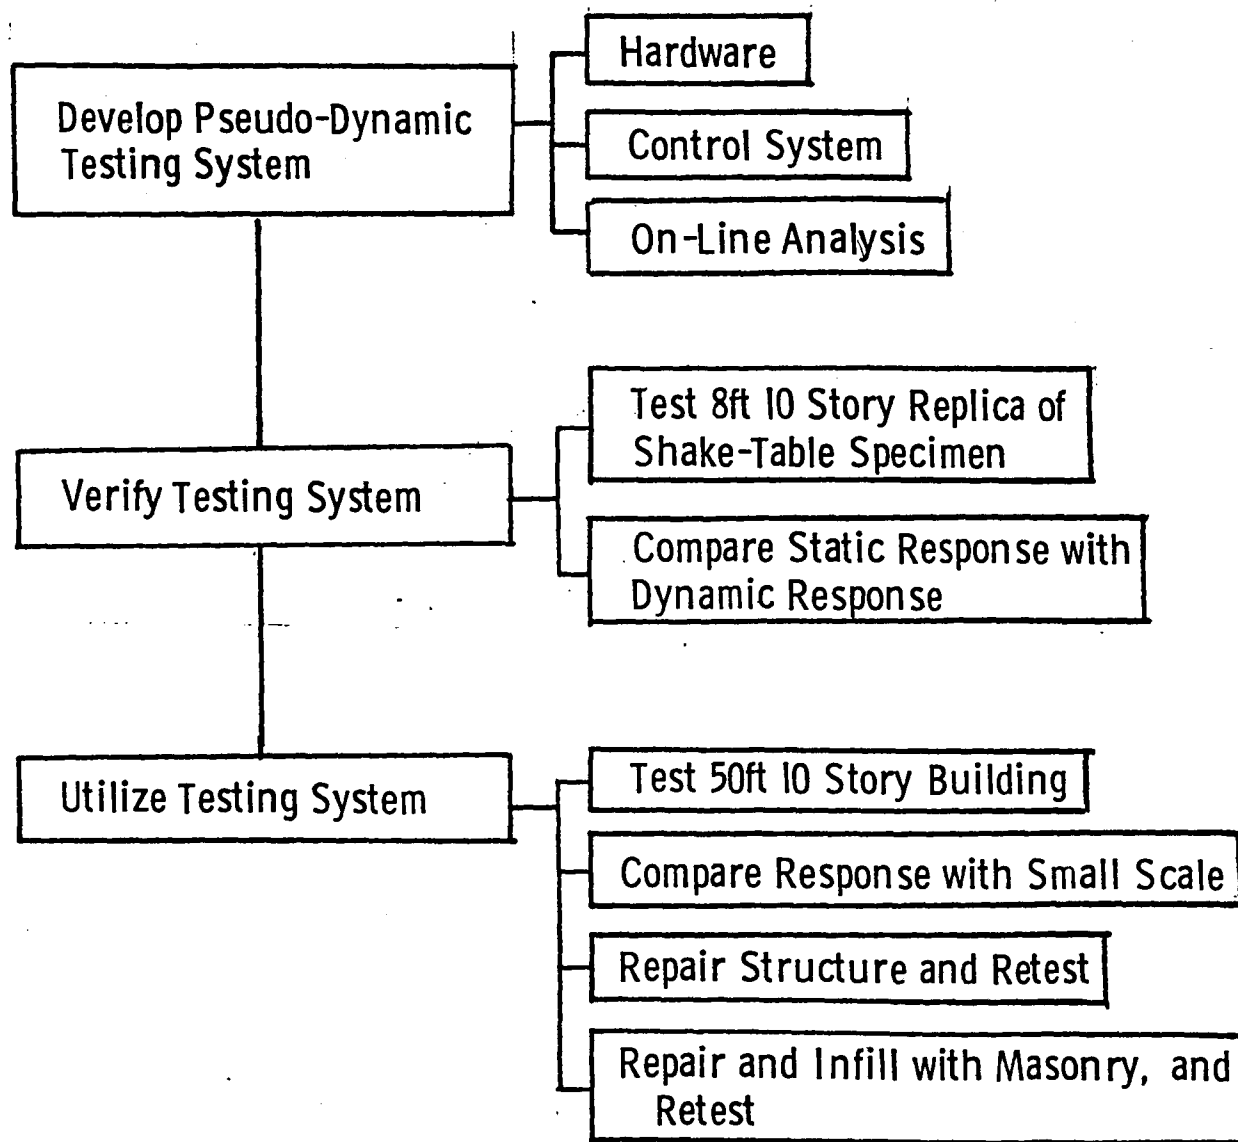 Develop Pseudo-Dynamic
Testing System
Hardware
Control System
On-Line Analysis
Verify Testing System
Test 8ft 10 Story Replica of
Shake-Table Specimen
Compare Static Response with
Dynamic Response
Utilize Testing System
Test 50ft 10 Story Building
Compare Response with Small Scale
Repair Structure and Retest
Repair and Infill with Masonry, and
Retest